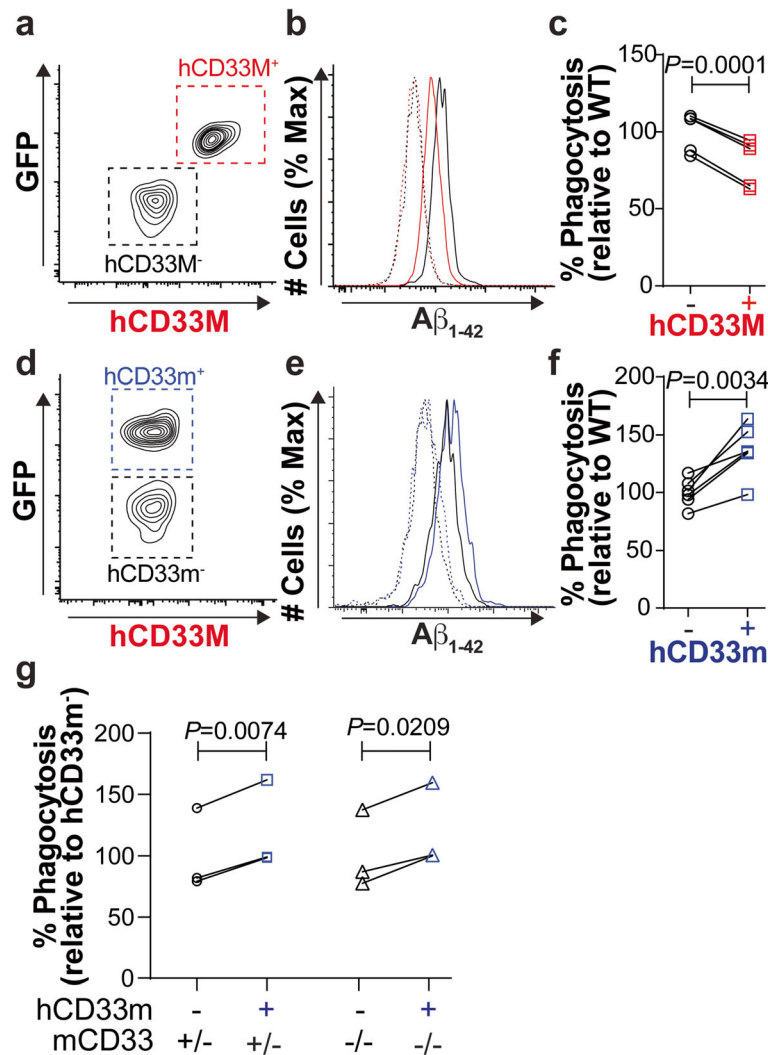 a
hCD33M+
GFP
hCD33M-
hCD33M
b
# Cells (% Max)
Aβ1-42
c
% Phagocytosis
(relative to WT)
150
P=0.0001
100
50
0
- +
hCD33M
d
hCD33m+
GFP
hCD33m-
hCD33M
e
# Cells (% Max)
Aβ1-42
f
% Phagocytosis
(relative to WT)
200
P=0.0034
150
100
50
0
- +
hCD33m
g
% Phagocytosis
(relative to hCD33m-)
200
P=0.0074 P=0.0209
150
100
50
0
hCD33m - + - +
mCD33 +/- +/- -/- -/-